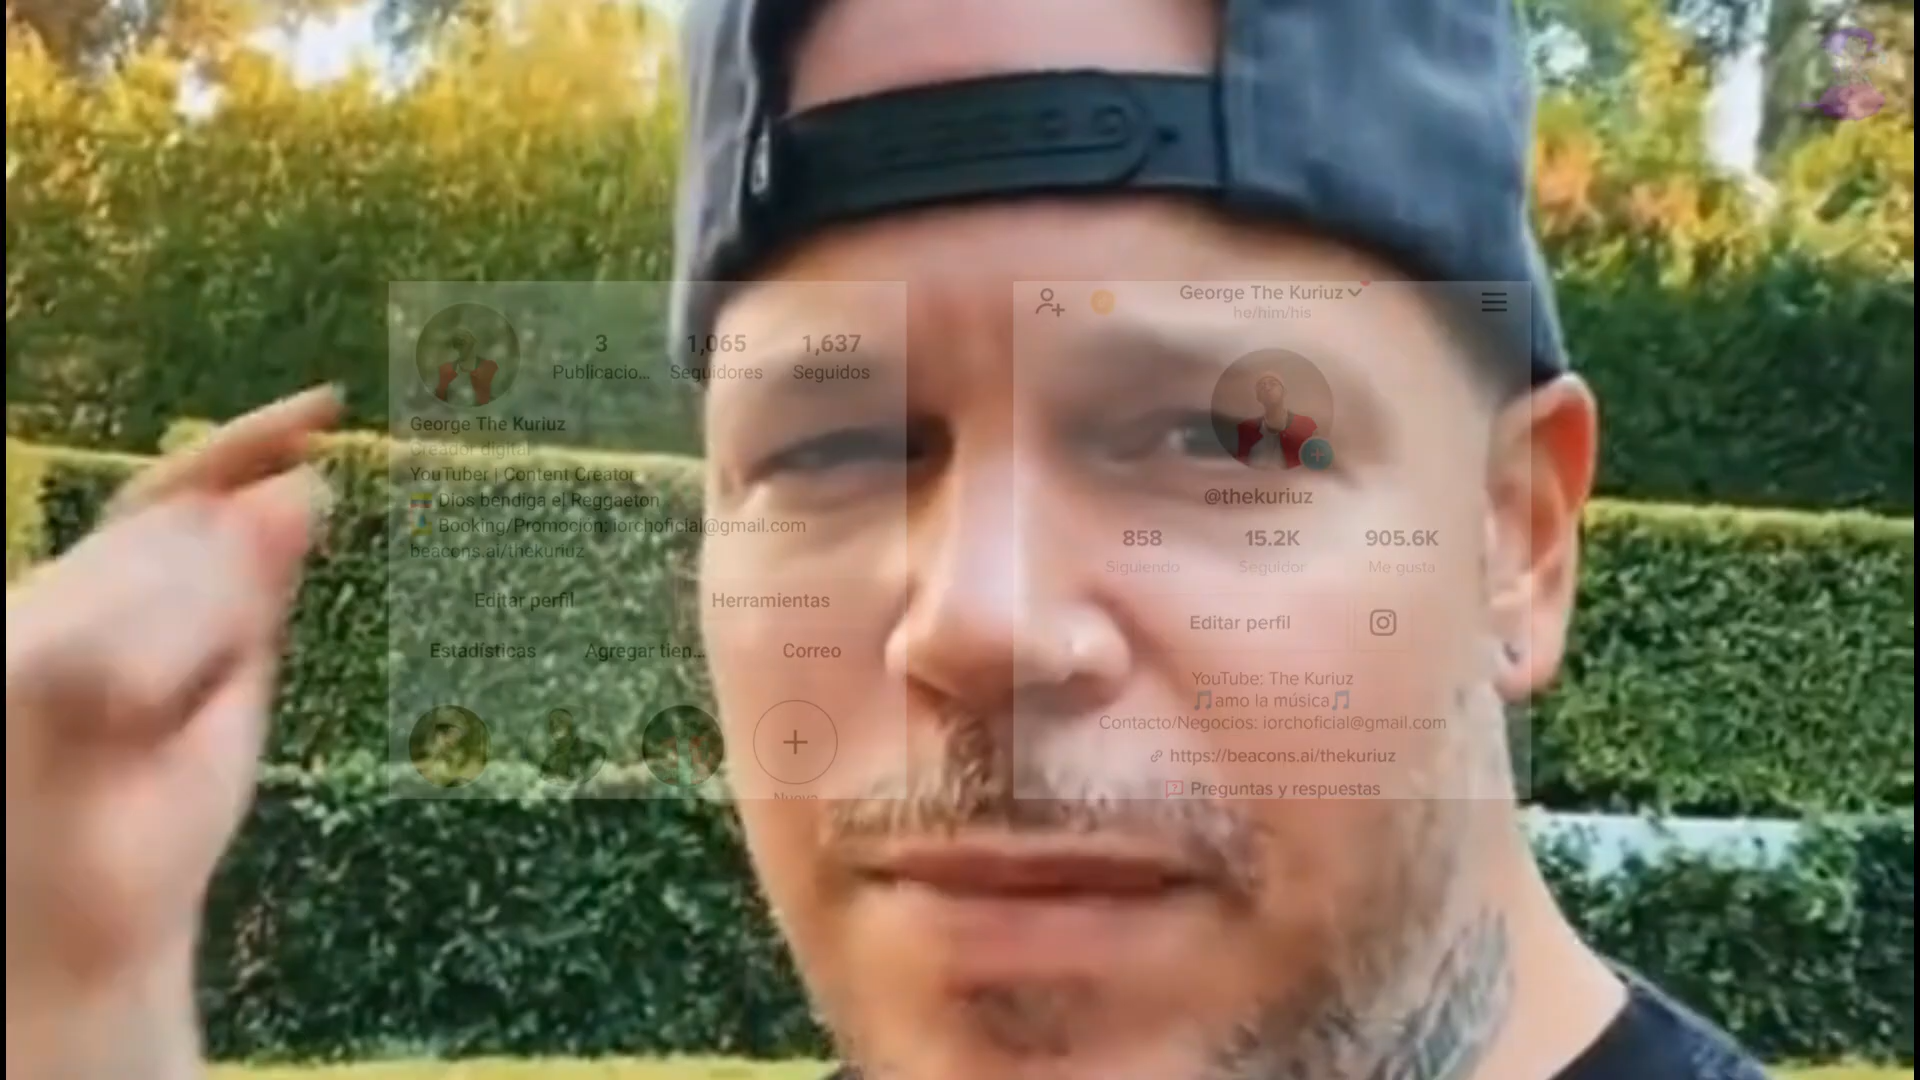 3 1,065 1,637
Publicacio... Seguidores Seguidos
George The Kuriuz
Creador digital
YouTuber | Content Creator
Dios bendiga el Reggaeton
Booking/Promoción: iorchoficial@gmail.com
beacons.ai/thekuriuz
Editar perfil Herramientas
Estadísticas Agregar tien... Correo
Nueva
George The Kuriuz
he/him/his
@thekuriuz
858 15.2K 905.6K
Siguiendo Seguidor Me gusta
Editar perfil
YouTube: The Kuriuz
🎵amo la música🎵
Contacto/Negocios: iorchoficial@gmail.com
https://beacons.ai/thekuriuz
Preguntas y respuestas